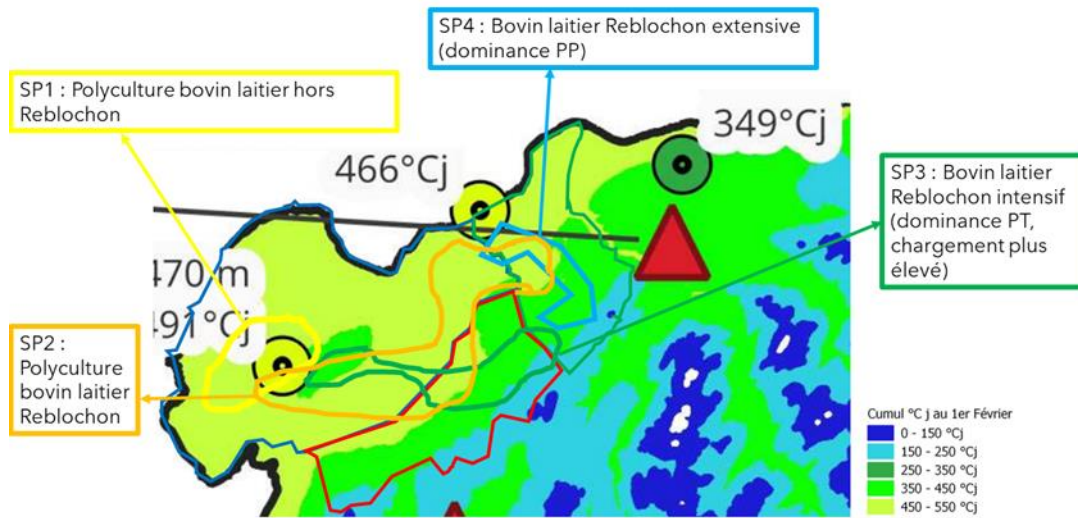 SP4 : Bovin laitier Reblochon extensive
(dominance PP)
SP1 : Polyculture bovin laitier hors
Reblochon
349°Cj
466°Cj
SP3 : Bovin laitier
Reblochon intensif
(dominance PT,
chargement plus
élevé)
470 m
491°Cj
SP2 :
Polyculture
bovin laitier
Reblochon
Cumul °C j au 1er Février
0 - 150 °Cj
150 - 250 °Cj
250 - 350 °Cj
350 - 450 °Cj
450 - 550 °Cj